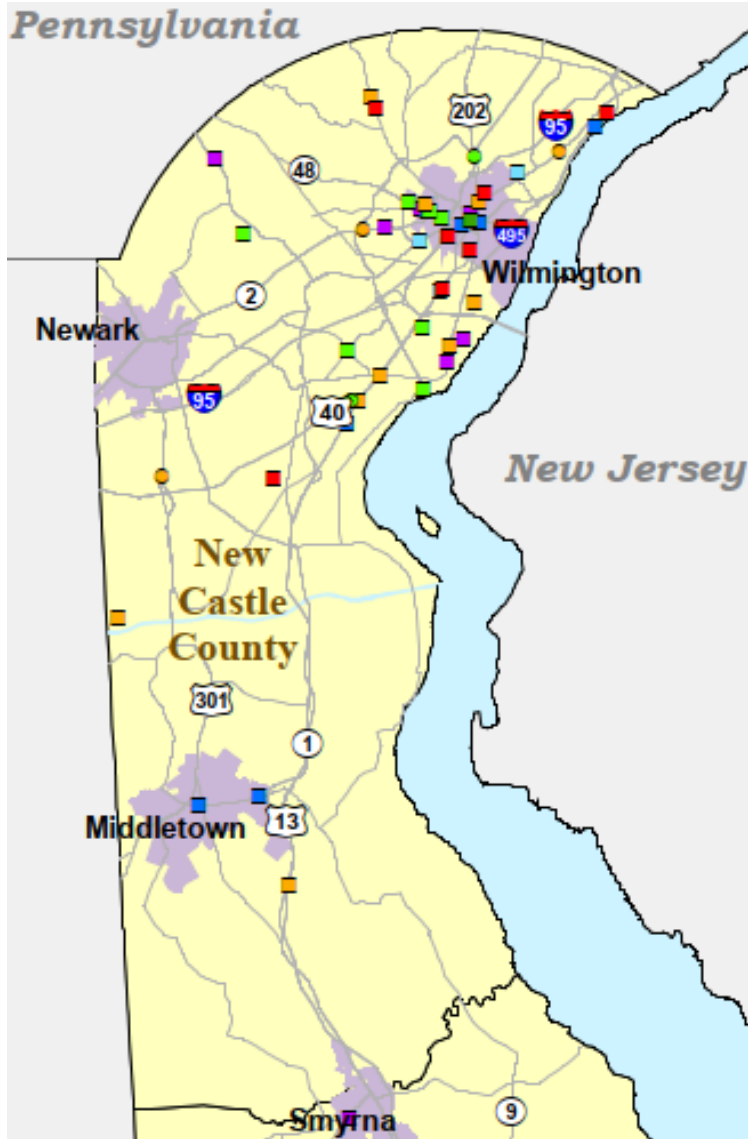 Pennsylvania
202
95
48
495
Wilmington
2
Newark
95
40
New Jersey
New
Castle
County
301
1
13
Middletown
Smyrna
9